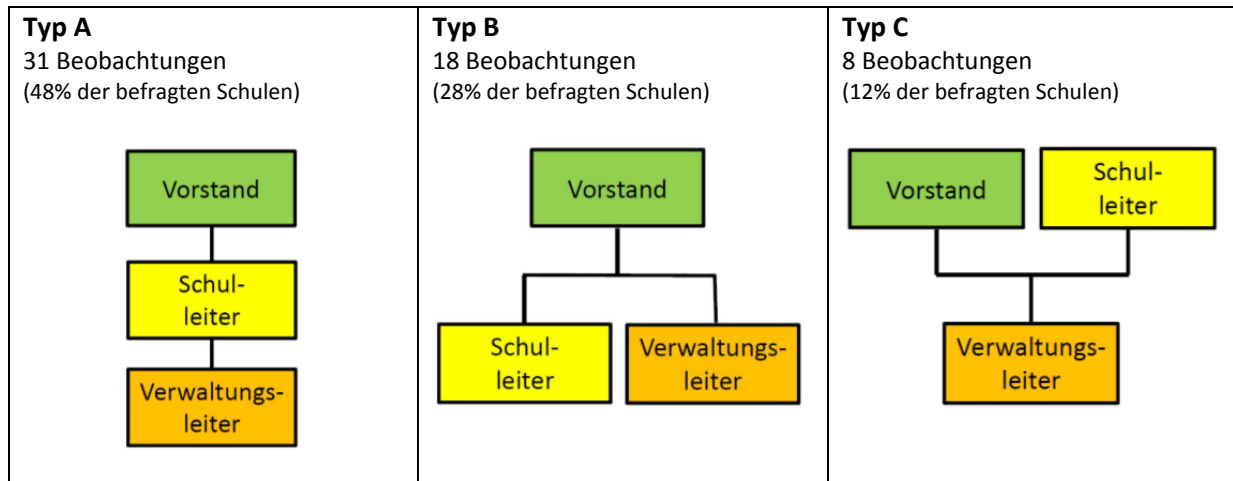 Typ A
31 Beobachtungen
(48% der befragten Schulen)
Vorstand
Schul-
leiter
Verwaltungs-
leiter
Typ B
18 Beobachtungen
(28% der befragten Schulen)
Vorstand
Schul-
leiter
Verwaltungs-
leiter
Typ C
8 Beobachtungen
(12% der befragten Schulen)
Vorstand
Schul-
leiter
Verwaltungs-
leiter